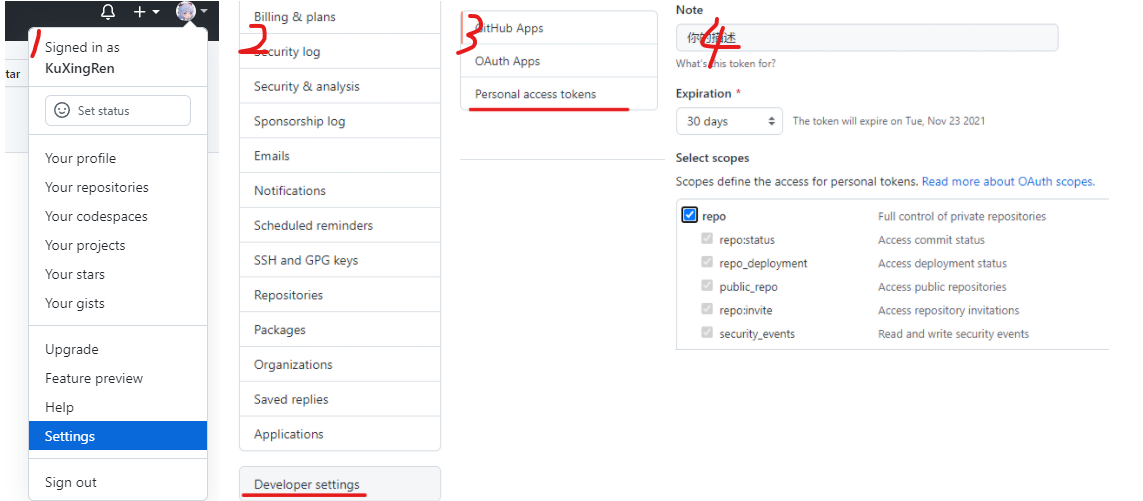 1
Signed in as
KuXingRen
tar
Set status
Your profile
Your repositories
Your codespaces
Your projects
Your stars
Your gists
Upgrade
Feature preview
Help
Settings
Sign out
2
Billing & plans
Security log
Security & analysis
Sponsorship log
Emails
Notifications
Scheduled reminders
SSH and GPG keys
Repositories
Packages
Organizations
Saved replies
Applications
Developer settings
3
GitHub Apps
OAuth Apps
Personal access tokens
4
Note
你的描述
What's this token for?
Expiration *
30 days The token will expire on Tue, Nov 23 2021
Select scopes
Scopes define the access for personal tokens. Read more about OAuth scopes.
repo Full control of private repositories
repo:status Access commit status
repo_deployment Access deployment status
public_repo Access public repositories
repo:invite Access repository invitations
security_events Read and write security events